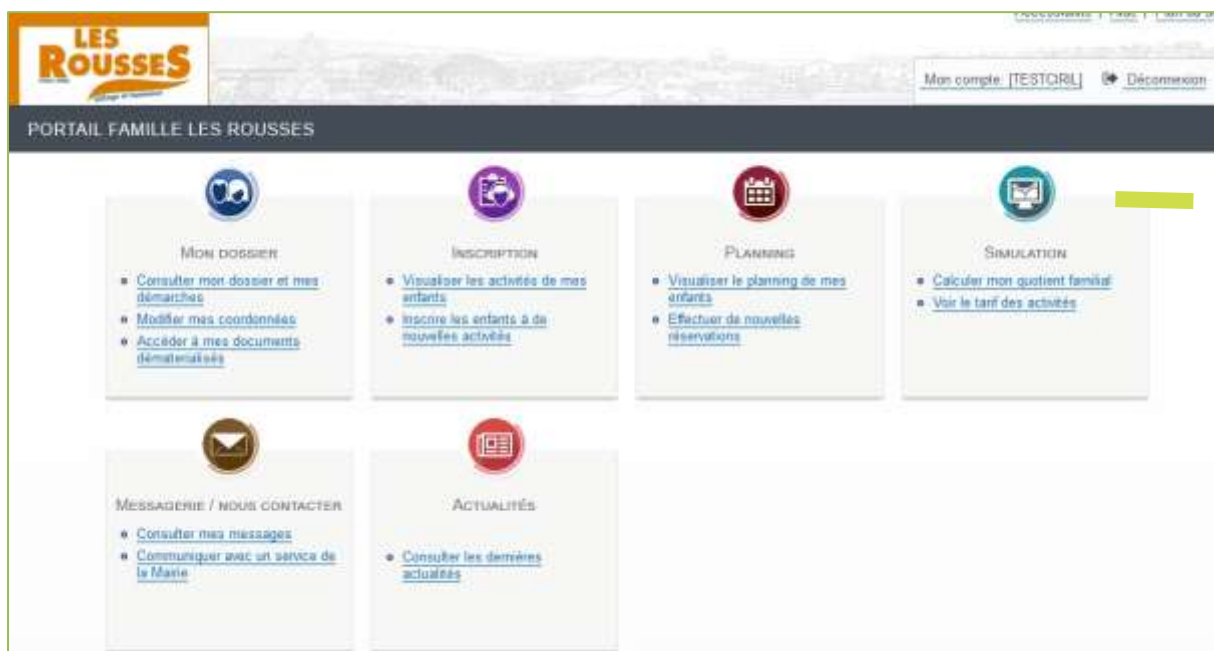 LES
ROUSSES
Mon compte [TESTCIRIL] Déconnexion
PORTAIL FAMILLE LES ROUSSES
MON DOSSIER
Consulter mon dossier et mes
démarches
Modifier mes coordonnées
Accéder à mes documents
dématérialisés
INSCRIPTION
Visualiser les activités de mes
enfants
Inscrire les enfants à de
nouvelles activités
PLANNING
Visualiser le planning de mes
enfants
Effectuer de nouvelles
réservations
SIMULATION
Calculer mon quotient familial
Voir le tarif des activités
MESSAGERIE / NOUS CONTACTER
Consulter mes messages
Communiquer avec un service de
la Mairie
ACTUALITÉS
Consulter les dernières
actualités